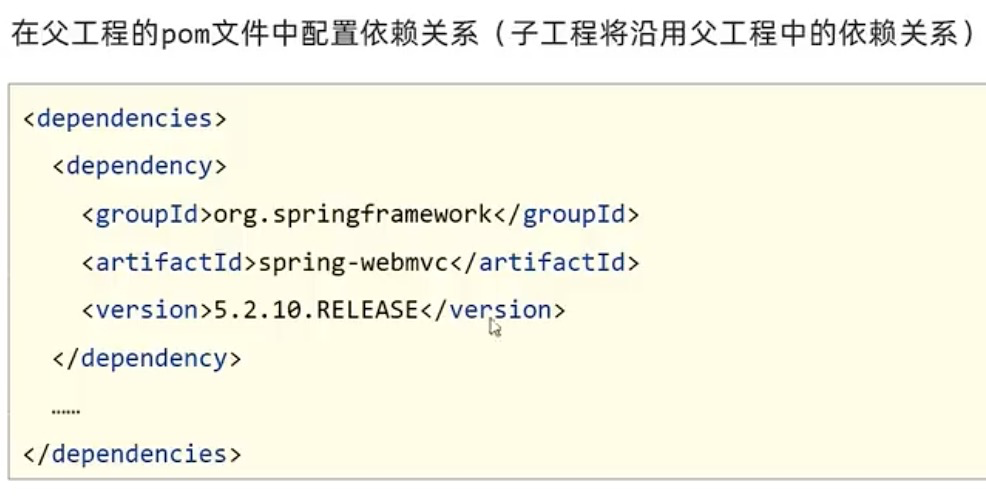 在父工程的pom文件中配置依赖关系（子工程将沿用父工程中的依赖关系）
<dependencies>
<dependency>
<groupId>org.springframework</groupId>
<artifactId>spring-webmvc</artifactId>
<version>5.2.10.RELEASE</version>
</dependency>
……
</dependencies>